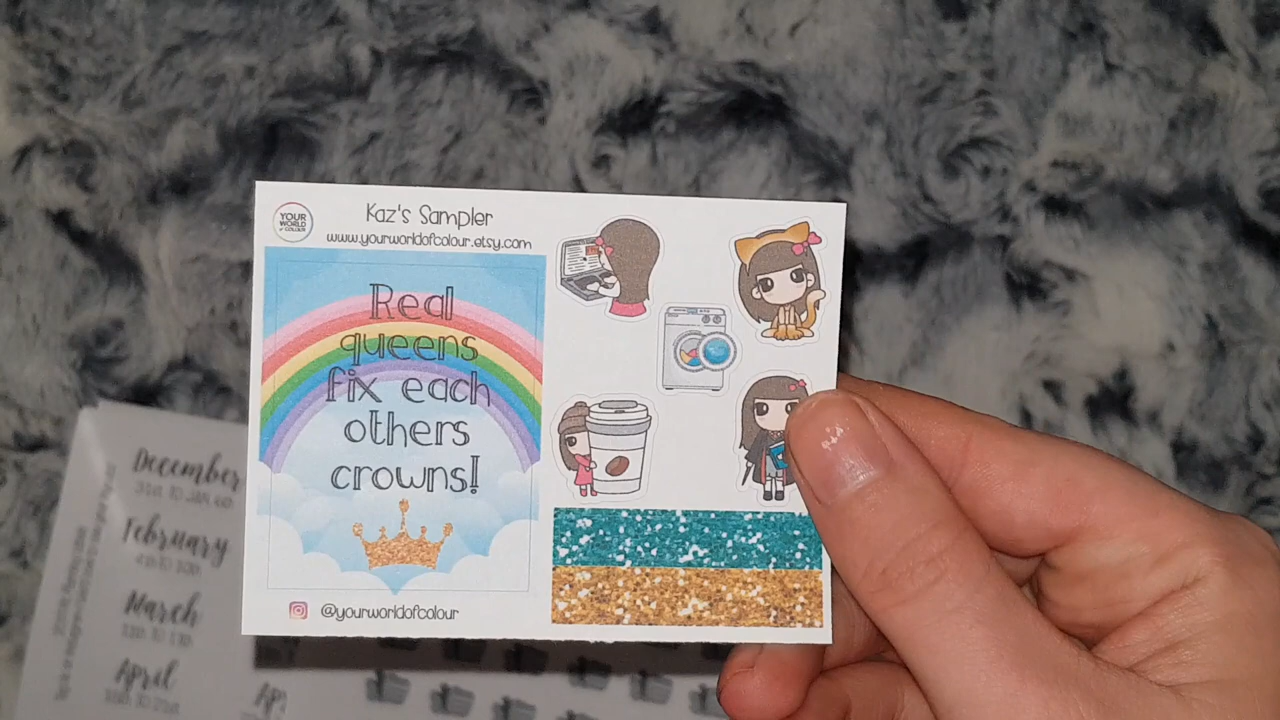 YOUR
WORLD
of COLOUR
Kaz's Sampler
www.yourworldofcolour.etsy.com
Real
queens
fix each
others
crowns!
@yourworldofcolour
December
February
March
April